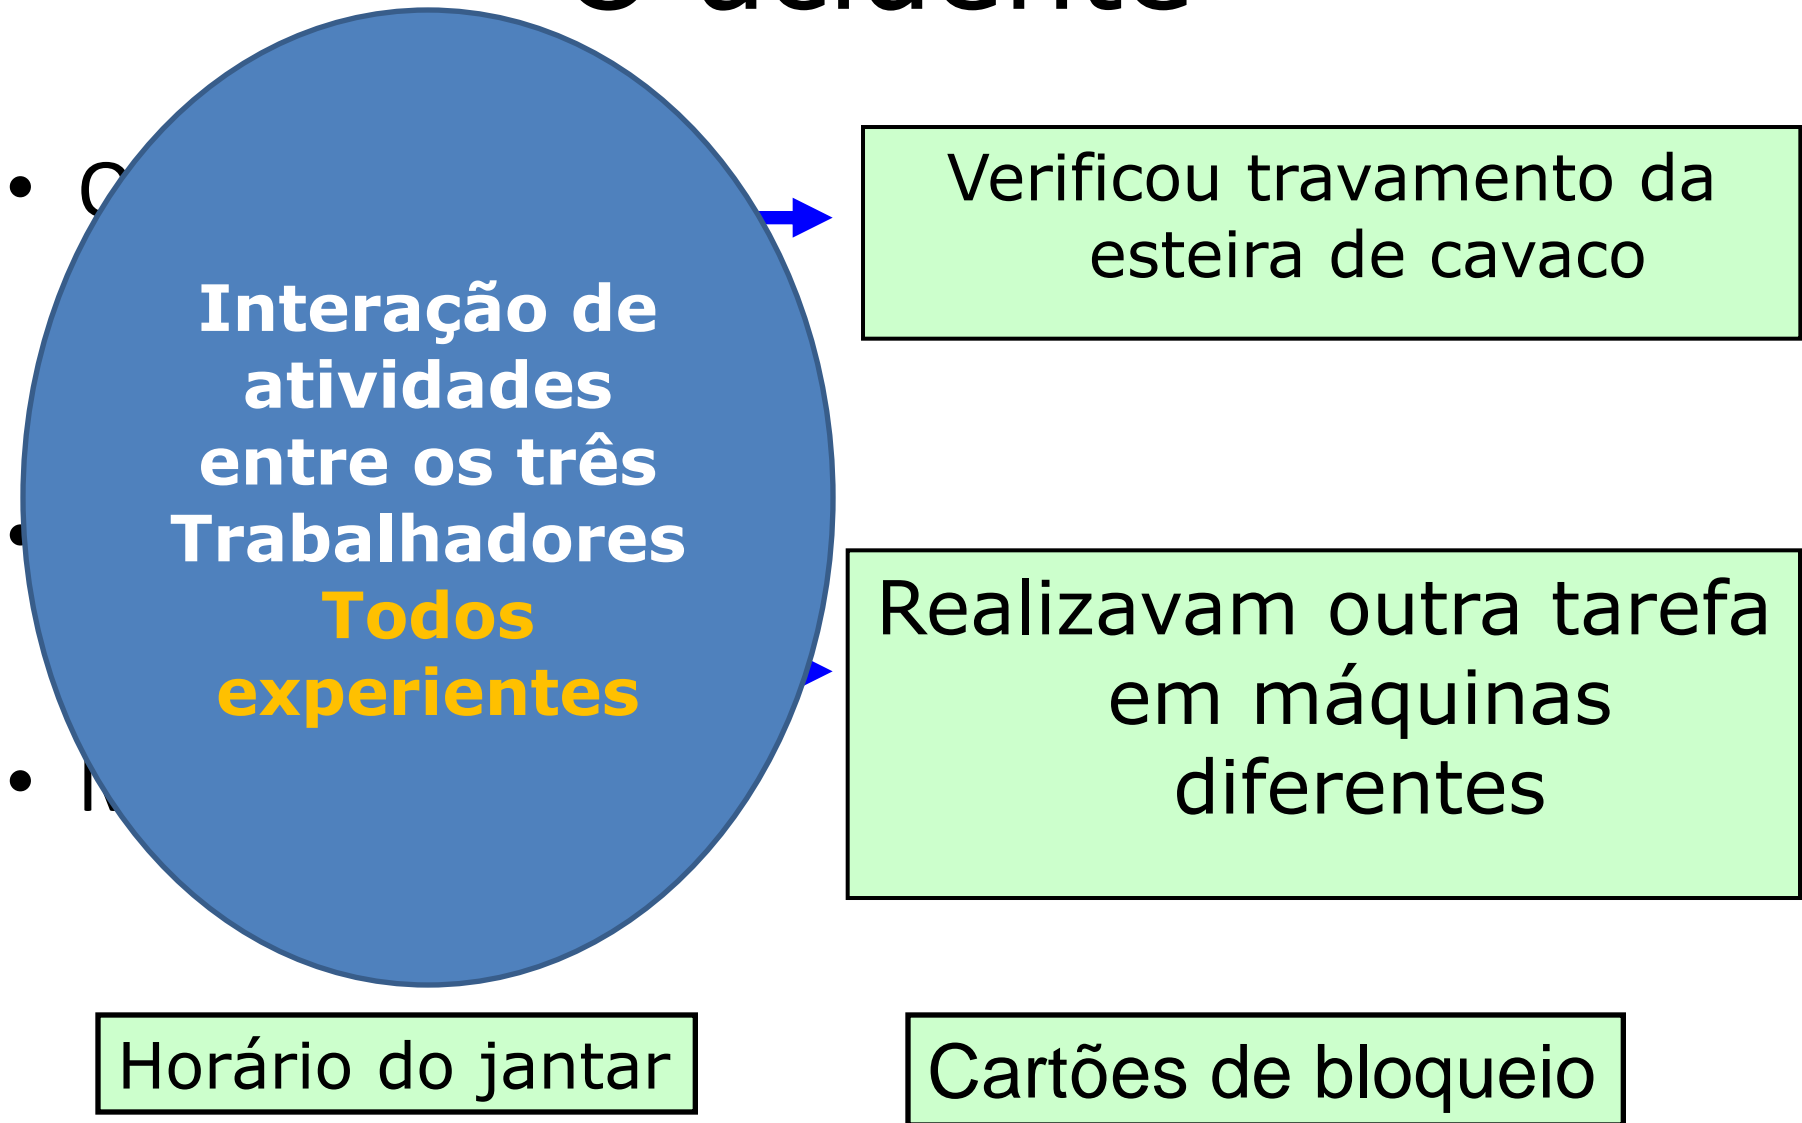 O acidente
Verificou travamento da
esteira de cavaco
Interação de
atividades
entre os três
Trabalhadores
Todos
experientes
Realizavam outra tarefa
em máquinas
diferentes
Horário do jantar
Cartões de bloqueio